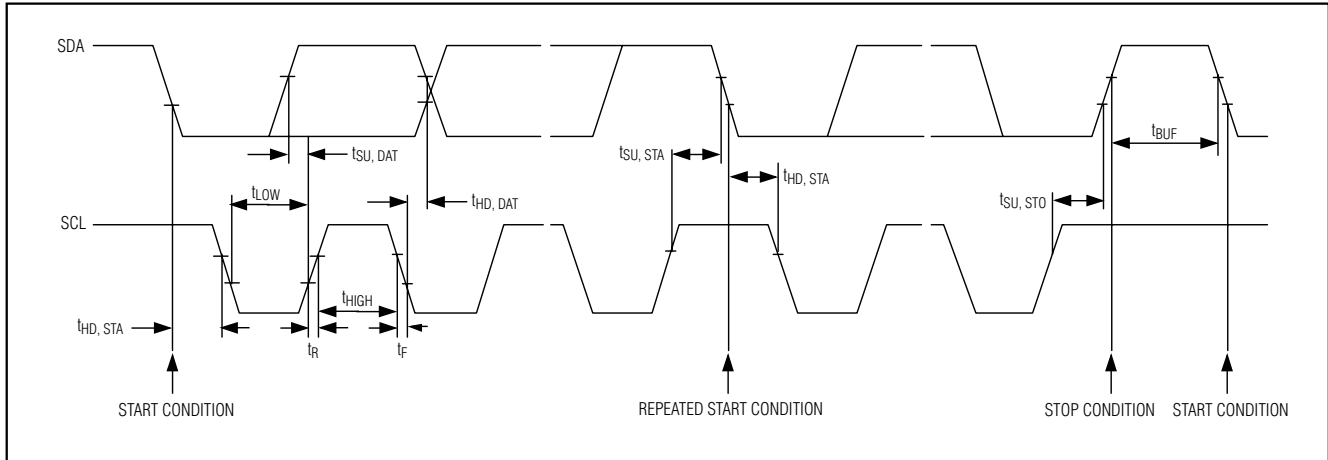 SDA
tSU, DAT
tSU, STA
tBUF
tHD, STA
tLOW
tHD, DAT
tSU, STO
SCL
tHIGH
tHD, STA
tR
tF
START CONDITION
REPEATED START CONDITION
STOP CONDITION
START CONDITION